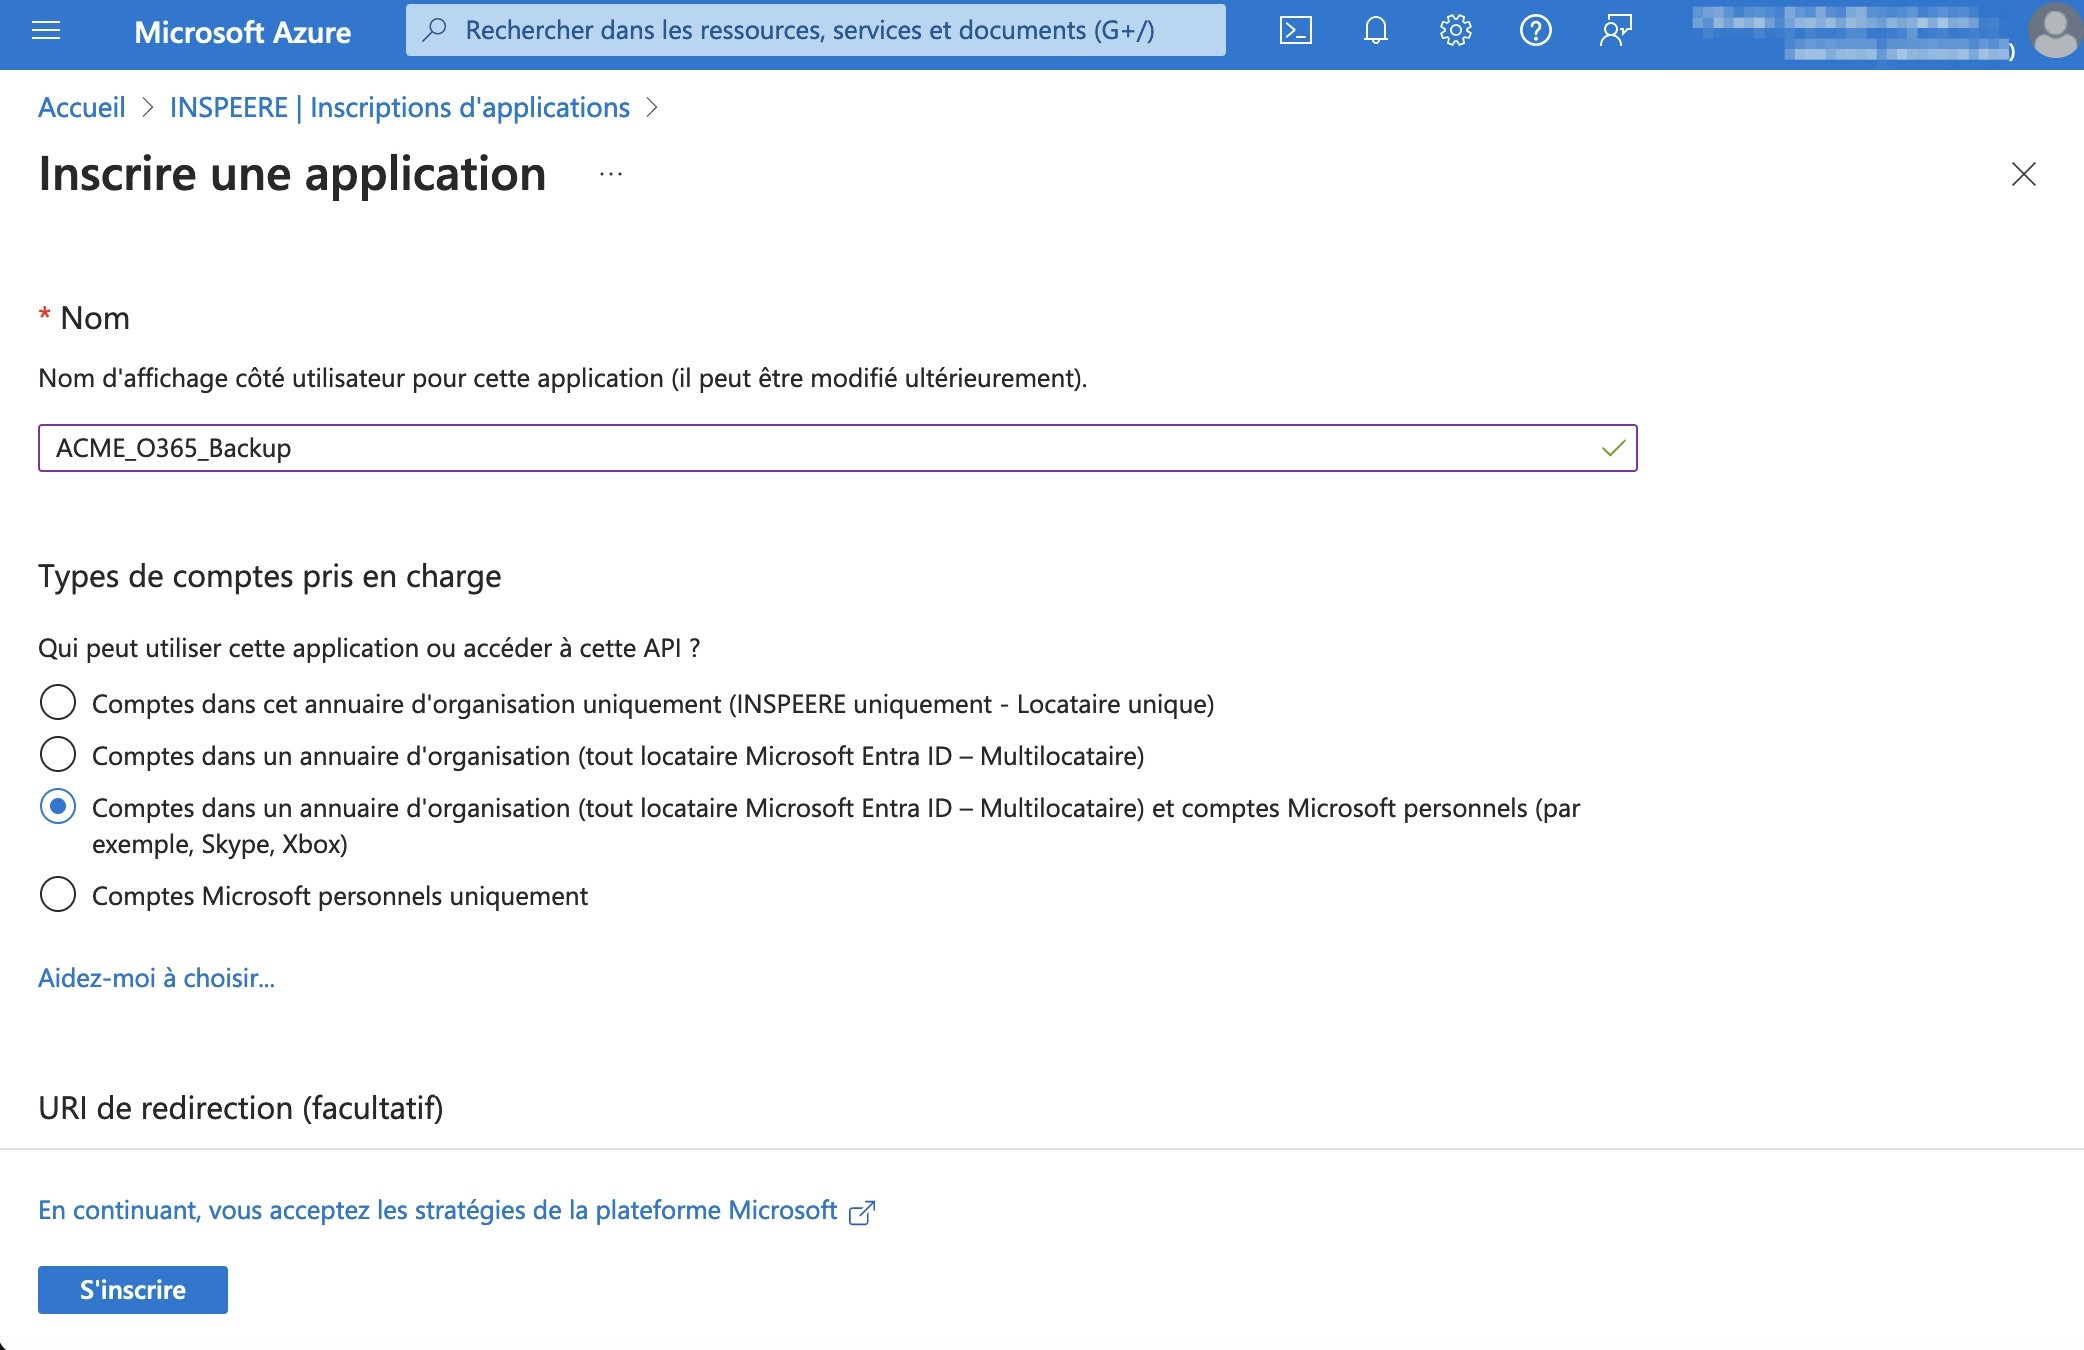 Microsoft Azure
Rechercher dans les ressources, services et documents (G+/)
)
Accueil > INSPEERE | Inscriptions d'applications >
Inscrire une application ...
* Nom
Nom d'affichage côté utilisateur pour cette application (il peut être modifié ultérieurement).
ACME_O365_Backup
Types de comptes pris en charge
Qui peut utiliser cette application ou accéder à cette API ?
Comptes dans cet annuaire d'organisation uniquement (INSPEERE uniquement - Locataire unique)
Comptes dans un annuaire d'organisation (tout locataire Microsoft Entra ID – Multilocataire)
Comptes dans un annuaire d'organisation (tout locataire Microsoft Entra ID – Multilocataire) et comptes Microsoft personnels (par
exemple, Skype, Xbox)
Comptes Microsoft personnels uniquement
Aidez-moi à choisir...
URI de redirection (facultatif)
En continuant, vous acceptez les stratégies de la plateforme Microsoft
S'inscrire